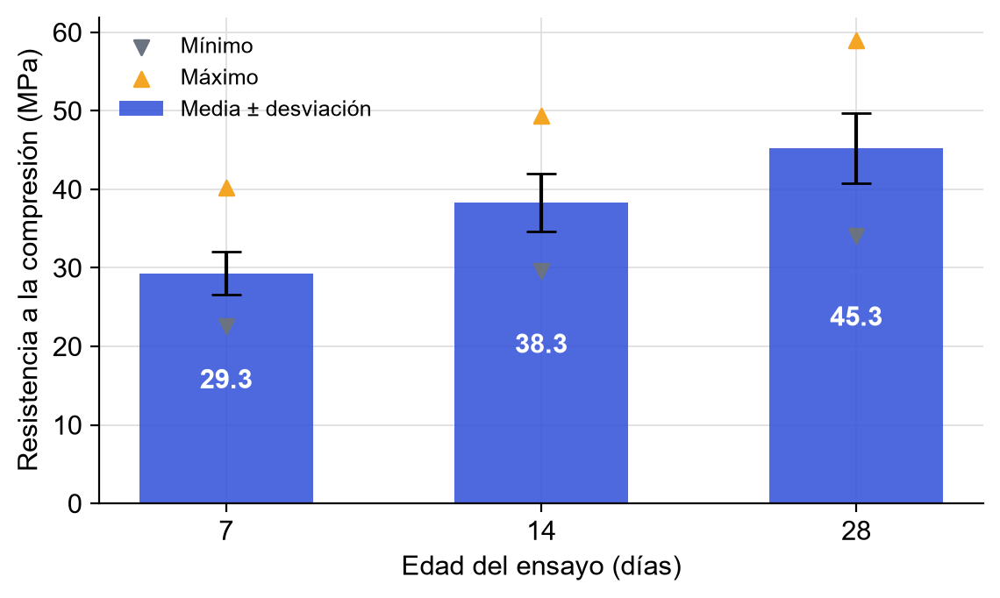 60
50
40
30
20
10
0
Resistencia a la compresión (MPa)
Mínimo
Máximo
Media ± desviación
29.3
38.3
45.3
7
14
28
Edad del ensayo (días)